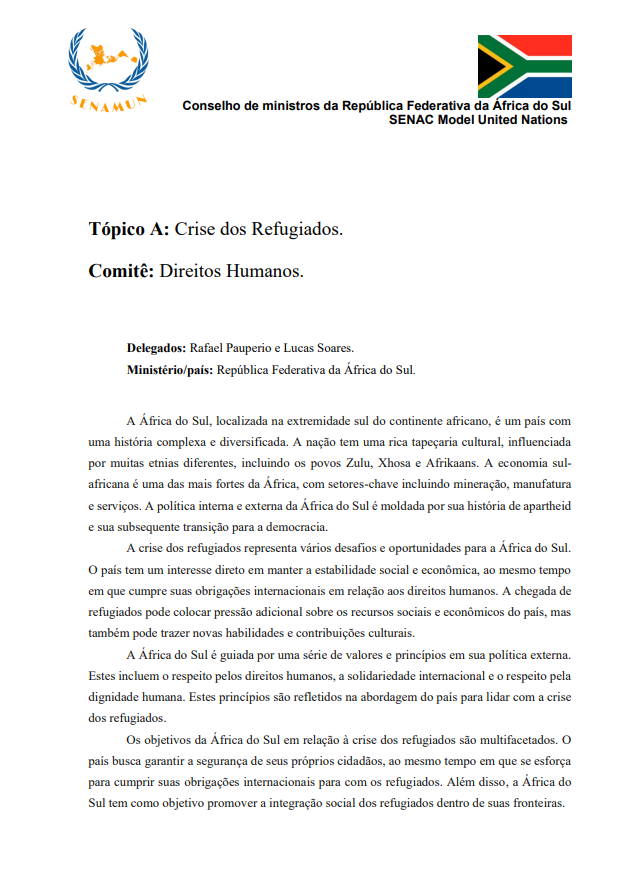 SENAMUN
Conselho de ministros da República Federativa da África do Sul
SENAC Model United Nations
Tópico A: Crise dos Refugiados.
Comitê: Direitos Humanos.
Delegados: Rafael Pauperio e Lucas Soares.
Ministério/país: República Federativa da África do Sul.
A África do Sul, localizada na extremidade sul do continente africano, é um país com
uma história complexa e diversificada. A nação tem uma rica tapeçaria cultural, influenciada
por muitas etnias diferentes, incluindo os povos Zulu, Xhosa e Afrikaans. A economia sul-
africana é uma das mais fortes da África, com setores-chave incluindo mineração, manufatura
e serviços. A política interna e externa da África do Sul é moldada por sua história de apartheid
e sua subsequente transição para a democracia.
A crise dos refugiados representa vários desafios e oportunidades para a África do Sul.
O país tem um interesse direto em manter a estabilidade social e econômica, ao mesmo tempo
em que cumpre suas obrigações internacionais em relação aos direitos humanos. A chegada de
refugiados pode colocar pressão adicional sobre os recursos sociais e econômicos do país, mas
também pode trazer novas habilidades e contribuições culturais.
A África do Sul é guiada por uma série de valores e princípios em sua política externa.
Estes incluem o respeito pelos direitos humanos, a solidariedade internacional e o respeito pela
dignidade humana. Estes princípios são refletidos na abordagem do país para lidar com a crise
dos refugiados.
Os objetivos da África do Sul em relação à crise dos refugiados são multifacetados. O
país busca garantir a segurança de seus próprios cidadãos, ao mesmo tempo em que se esforça
para cumprir suas obrigações internacionais para com os refugiados. Além disso, a África do
Sul tem como objetivo promover a integração social dos refugiados dentro de suas fronteiras.